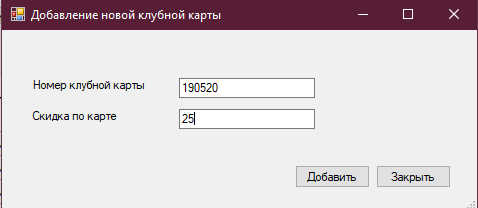 Добавление новой клубной карты
Номер клубной карты 190520
Скидка по карте 25
Добавить Закрыть